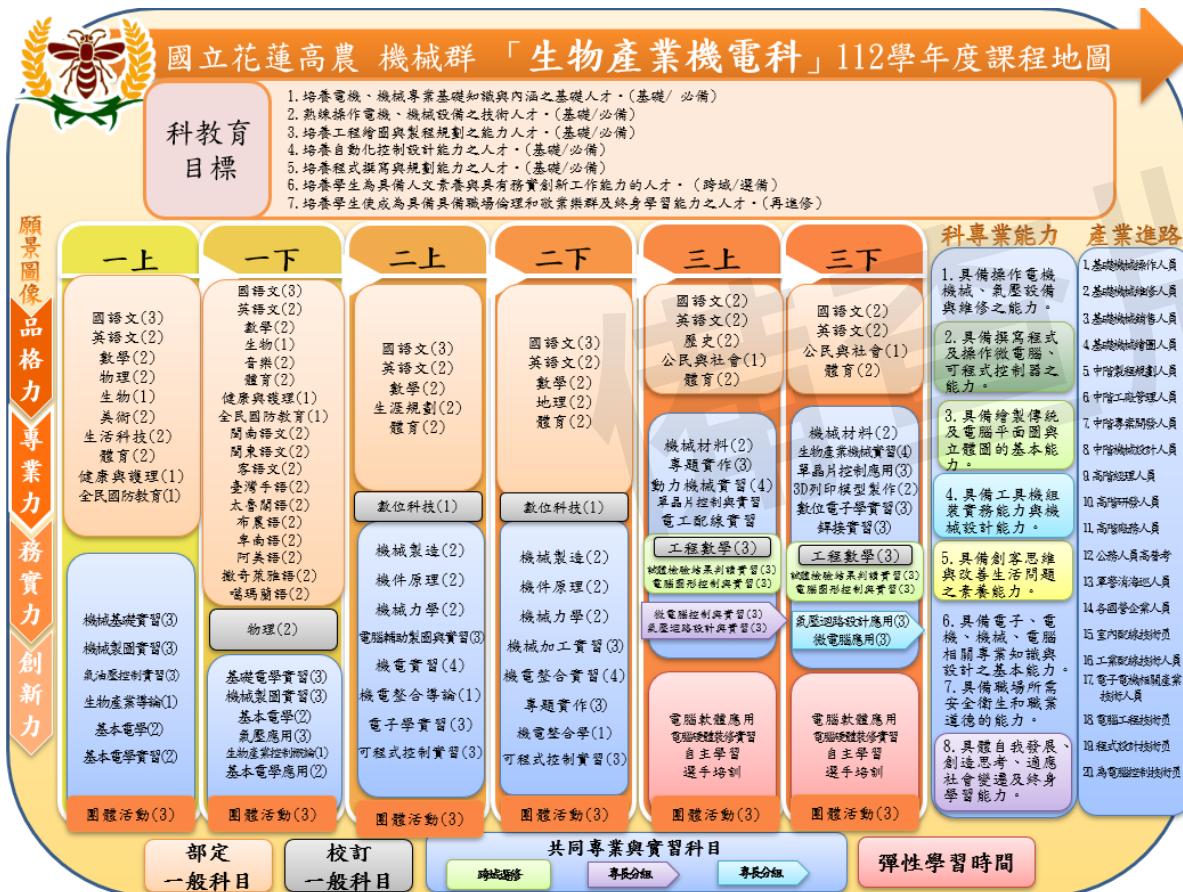 國立花蓮高農 機械群 「生物產業機電科」112學年度課程地圖
科教育
目標
1. 培養電機、機械專業基礎知識與內涵之基礎人才。(基礎/ 必備)
2. 熟練操作電機、機械設備之技術人才。(基礎/必備)
3. 培養工程繪圖與製程規劃之能力人才。(基礎/必備)
4. 培養自動化控制設計能力之人才。(基礎/必備)
5. 培養程式撰寫與規劃能力之人才。(基礎/必備)
6. 培養學生為具備人文素養與具有務實創新工作能力的人才。 (跨域/選備)
7. 培養學生使成為具備具備職場倫理和敬業樂群及終身學習能力之人才。(再進修)
願景圖像
品格力
專業力
務實力
創新力
一上
國語文(3)
英語文(2)
數學(2)
物理(2)
生物(1)
美術(2)
生活科技(2)
體育(2)
健康與護理(1)
全民國防教育(1)
機械基礎實習(3)
機械製圖實習(3)
氣油壓控制實習(3)
生物產業導論(1)
基本電學(2)
基本電學實習(2)
團體活動(3)
一下
國語文(3)
英語文(2)
數學(2)
生物(1)
音樂(2)
體育(2)
健康與護理(1)
全民國防教育(1)
閩南語文(2)
閩東語文(2)
客語文(2)
臺灣手語(2)
太魯閣語(2)
布農語(2)
卑南語(2)
阿美語(2)
撒奇萊雅語(2)
噶瑪蘭語(2)
物理(2)
基礎電學實習(3)
機械製圖實習(3)
基本電學(2)
氣壓應用(3)
生物產業控制概論(1)
基本電學應用(2)
團體活動(3)
二上
國語文(3)
英語文(2)
數學(2)
生涯規劃(2)
體育(2)
數位科技(1)
機械製造(2)
機件原理(2)
機械力學(2)
電腦輔助製圖與實習(3)
機電實習(4)
機電整合導論(1)
電子學實習(3)
可程式控制實習(3)
團體活動(3)
二下
國語文(3)
英語文(2)
數學(2)
地理(2)
體育(2)
數位科技(1)
機械製造(2)
機件原理(2)
機械力學(2)
機械加工實習(3)
機電整合實習(4)
專題實作(3)
機電整合學(1)
可程式控制實習(3)
團體活動(3)
三上
國語文(2)
英語文(2)
歷史(2)
公民與社會(1)
體育(2)
機械材料(2)
專題實作(3)
動力機械實習(4)
單晶片控制與實習
電工配線實習
工程數學(3)
試體檢驗結果判讀實習(3)
電腦圖形控制與實習(3)
微電腦控制與實習(3)
氣壓迴路設計與實習(3)
電腦軟體應用
電腦硬體裝修實習
自主學習
選手培訓
團體活動(3)
三下
國語文(2)
英語文(2)
公民與社會(1)
體育(2)
機械材料(2)
生物產業機械實習(4)
單晶片控制應用(3)
3D列印模型製作(2)
數位電子學實習(3)
銲接實習(3)
工程數學(3)
試體檢驗結果判讀實習(3)
電腦圖形控制與實習(3)
氣壓迴路設計應用(3)
微電腦應用(3)
電腦軟體應用
電腦硬體裝修實習
自主學習
選手培訓
團體活動(3)
科專業能力
1. 具備操作電機
機械、氣壓設備
與維修之能力。
2. 具備撰寫程式
及操作微電腦、
可程式控制器之
能力。
3. 具備繪製傳統
及電腦平面圖與
立體圖的基本能
力。
4. 具備工具機組
裝實務能力與機
械設計能力。
5. 具備創客思維
與改善生活問題
之素養能力。
6. 具備電子、電
機、機械、電腦
相關專業知識與
設計之基本能力。
7. 具備職場所需
安全衛生和職業
道德的能力。
8. 具體自我發展、
創造思考、適應
社會變遷及終身
學習能力。
產業進路
1. 基礎機械操作人員
2. 基礎機械維修人員
3. 基礎機械銷售人員
4. 基礎機械繪圖人員
5. 中階製程規劃人員
6. 中階工廠管理人員
7. 中階專業開發人員
8. 中階機械設計人員
9. 高階經理人員
10. 高階研發人員
11. 高階廠務人員
12. 公務人員高普考
13. 軍警消海巡人員
14. 各國營企業人員
15. 室內配線技術員
16. 工業配線技術人員
17. 電子電機相關產業
技術人員
18. 電腦工程技術員
19. 程式設計技術員
20. 為電腦控制技術員
部定
一般科目
校訂
一般科目
共同專業與實習科目
跨域選修
專長分組
專長分組
彈性學習時間